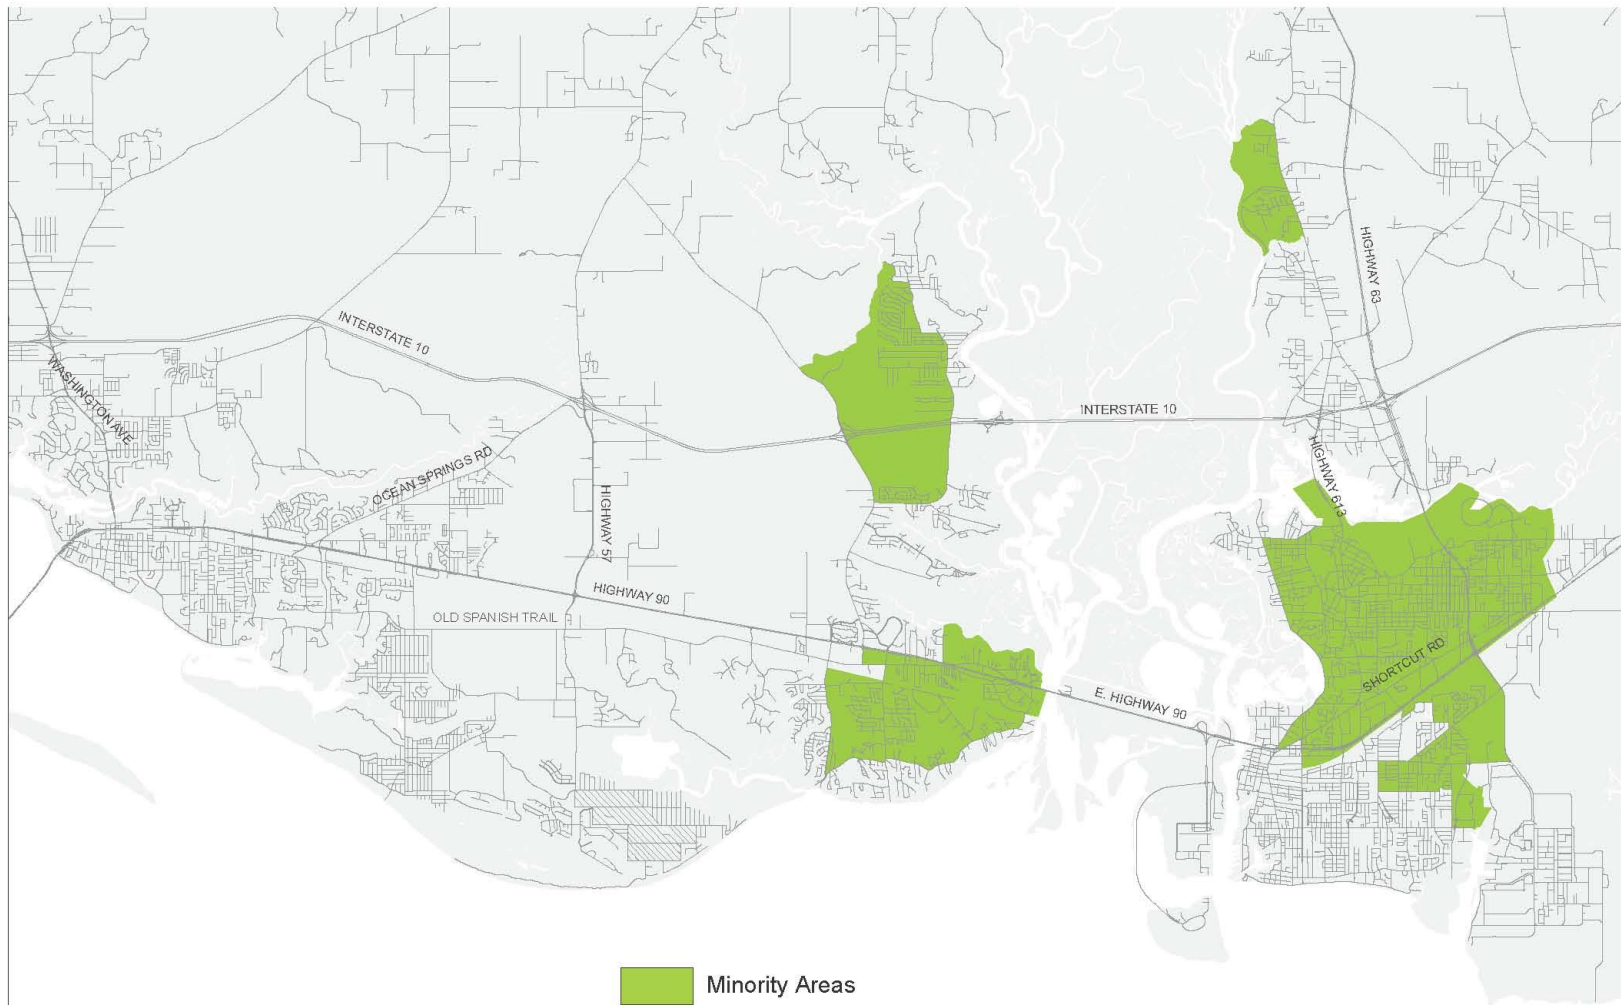 HIGHWAY 63
INTERSTATE 10
WASHINGTON AVE
INTERSTATE 10
OCEAN SPRINGS RD
HIGHWAY 613
HIGHWAY 57
HIGHWAY 90
OLD SPANISH TRAIL
SHORTCUT RD
E. HIGHWAY 90
Minority Areas